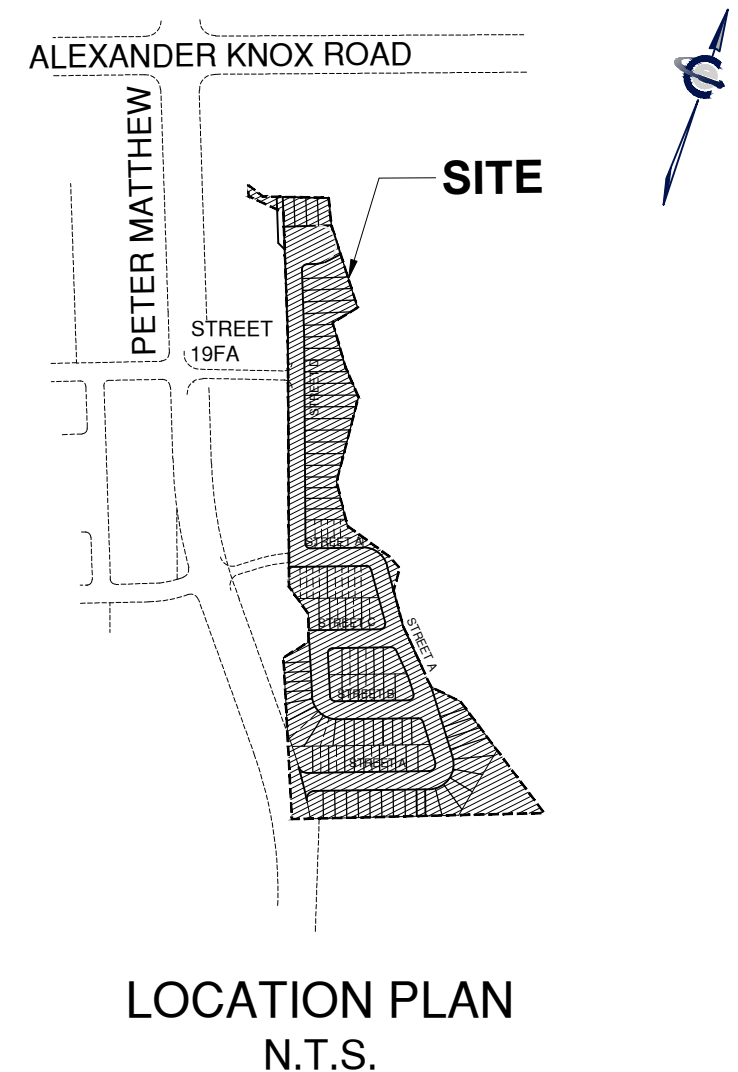 ALEXANDER KNOX ROAD
PETER MATTHEW
SITE
STREET
19FA
STREET D
STREET A
STREET C
STREET A
STREET B
STREET A
LOCATION PLAN
N.T.S.